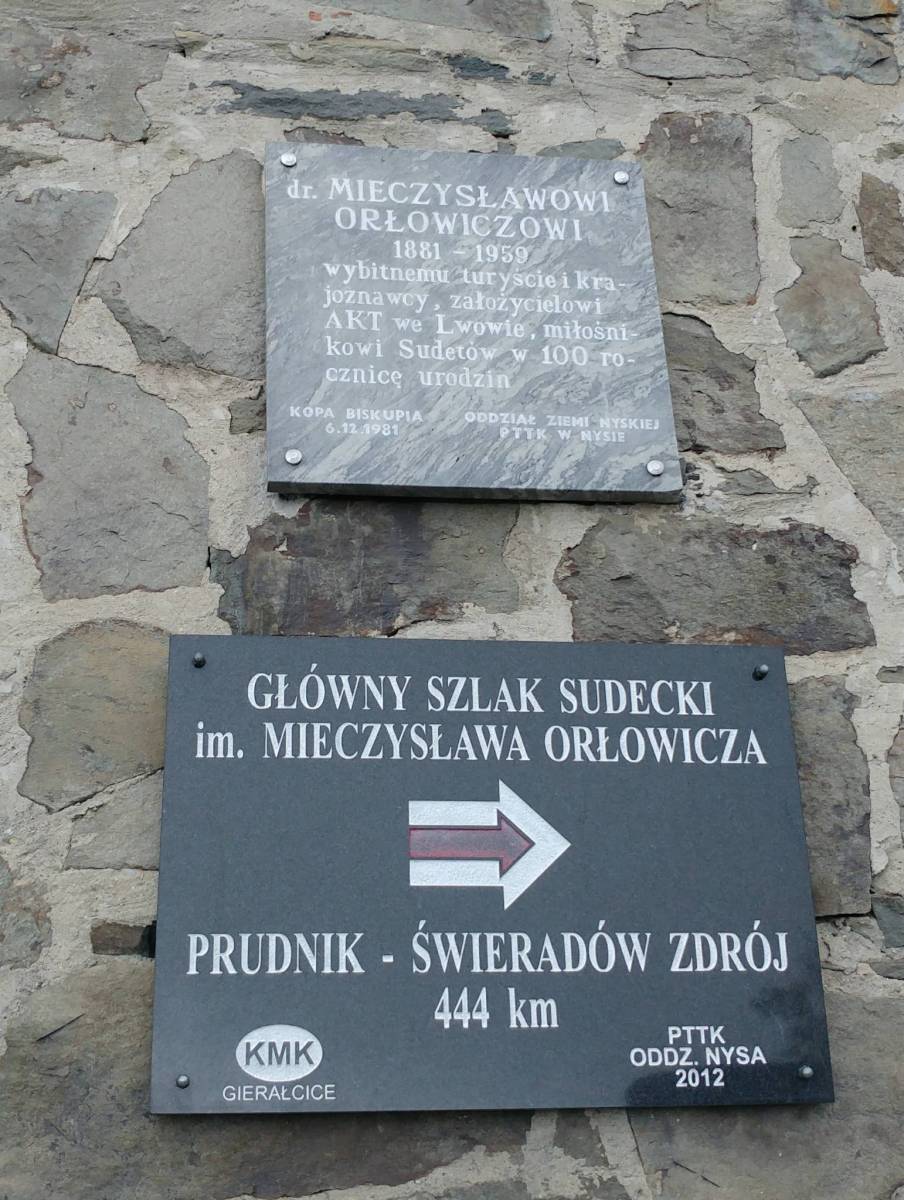 dr. MIECZYSŁAWOWI
ORŁOWICZOWI
1881 - 1959
wybitnemu turyście i kra-
joznawcy, założycielowi
AKT we Lwowie, miłośni-
kowi Sudetów w 100 ro-
cznicę urodzin
KOPA BISKUPIA
6.12.1981
ODDZIAŁ ZIEMI NYSKIEJ
PTTK W NYSIE
GŁÓWNY SZLAK SUDECKI
im. MIECZYSŁAWA ORŁOWICZA
PRUDNIK - ŚWIERADÓW ZDRÓJ
444 km
KMK
GIERAŁCICE
PTTK
ODDZ. NYSA
2012